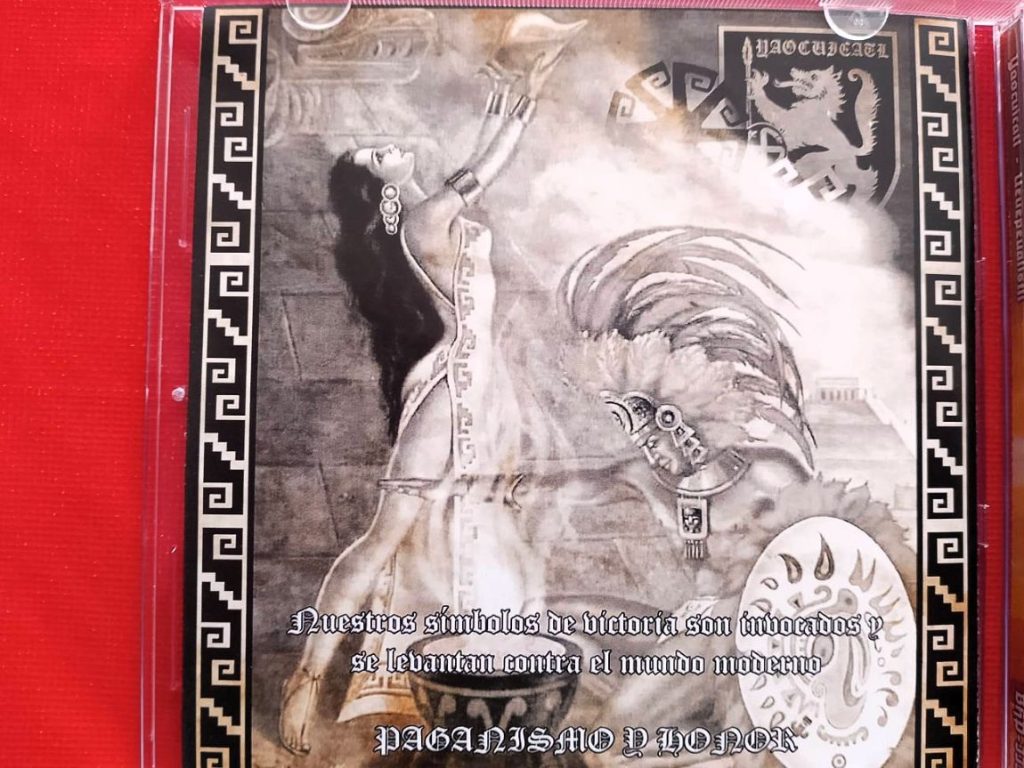 YAOCUICATL
Nuestros símbolos de victoria son invocados y
se levantan contra el mundo moderno
PAGANISMO Y HONOR